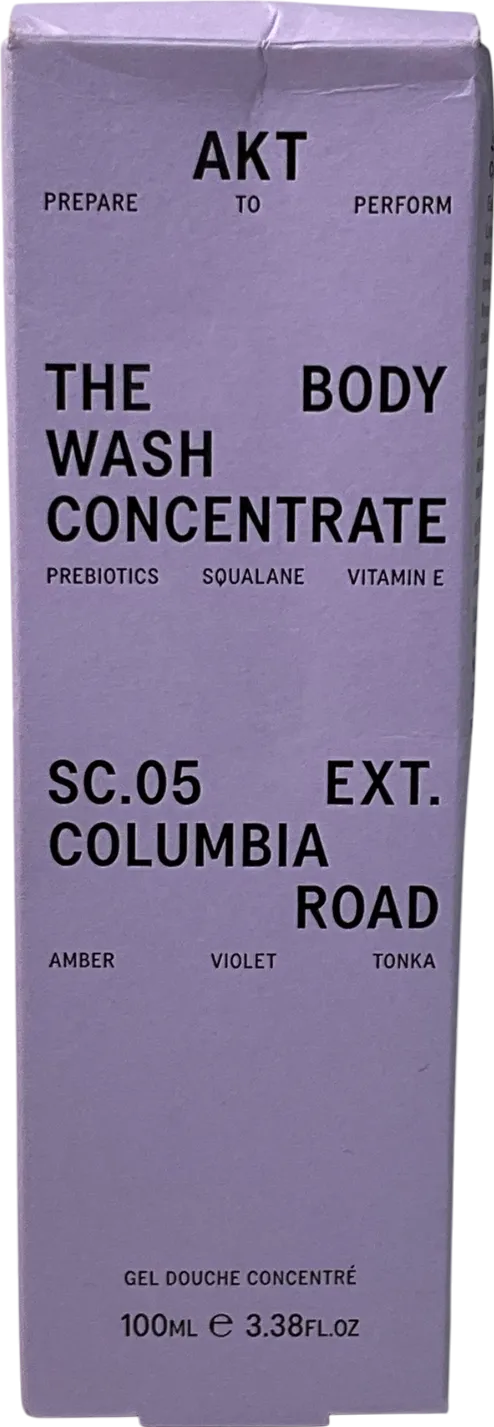 AKT
PREPARE TO PERFORM
THE BODY
WASH
CONCENTRATE
PREBIOTICS SQUALANE VITAMIN E
SC.05 EXT.
COLUMBIA
ROAD
AMBER VIOLET TONKA
GEL DOUCHE CONCENTRÉ
100ML ℮ 3.38FL.OZ